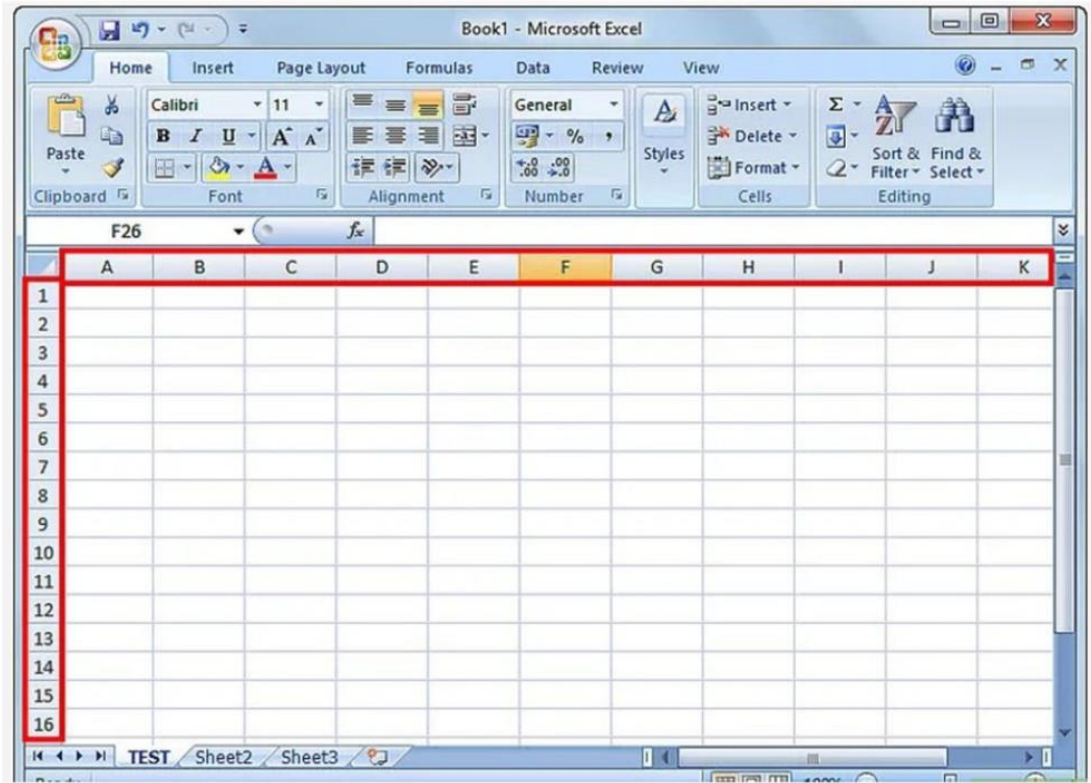 Book1 - Microsoft Excel
Home Insert Page Layout Formulas Data Review View
Calibri 11 General Insert
B I U A A % , Delete
Paste Styles Sort & Find &
Format Filter Select
Clipboard Font Alignment Number Cells Editing
F26 fx
A B C D E F G H I J K
1
2
3
4
5
6
7
8
9
10
11
12
13
14
15
16
TEST Sheet2 Sheet3